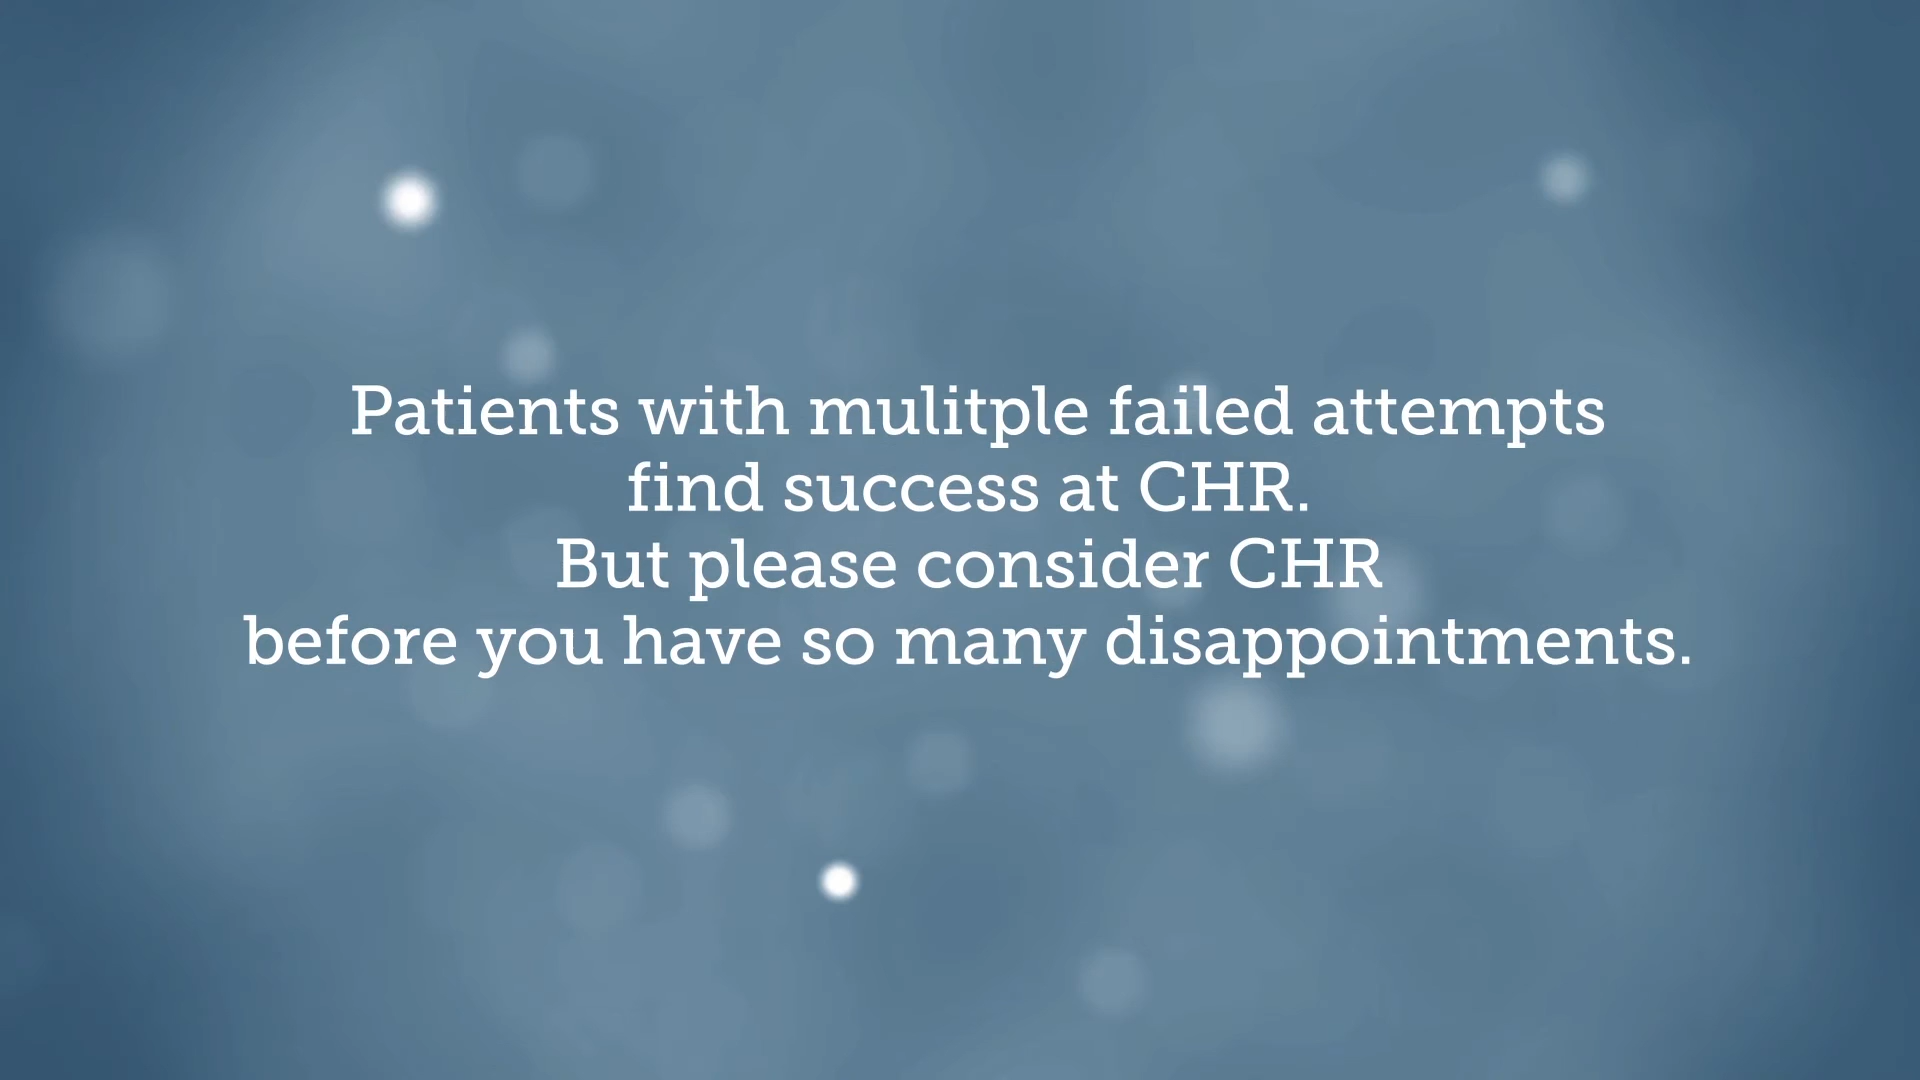 Patients with mulitple failed attempts
find success at CHR.
But please consider CHR
before you have so many disappointments.